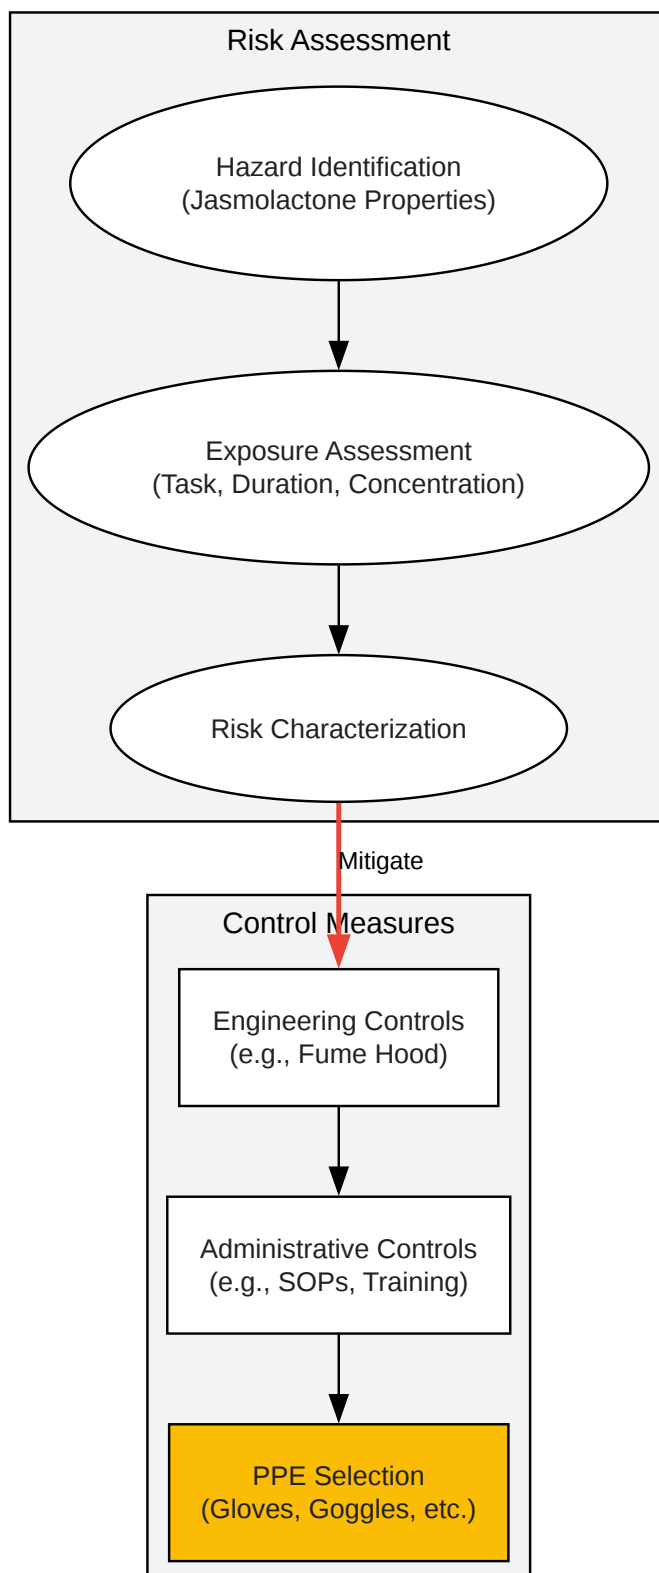 Risk Assessment
Hazard Identification
(Jasmolactone Properties)
Exposure Assessment
(Task, Duration, Concentration)
Risk Characterization
Mitigate
Control Measures
Engineering Controls
(e.g., Fume Hood)
Administrative Controls
(e.g., SOPs, Training)
PPE Selection
(Gloves, Goggles, etc.)